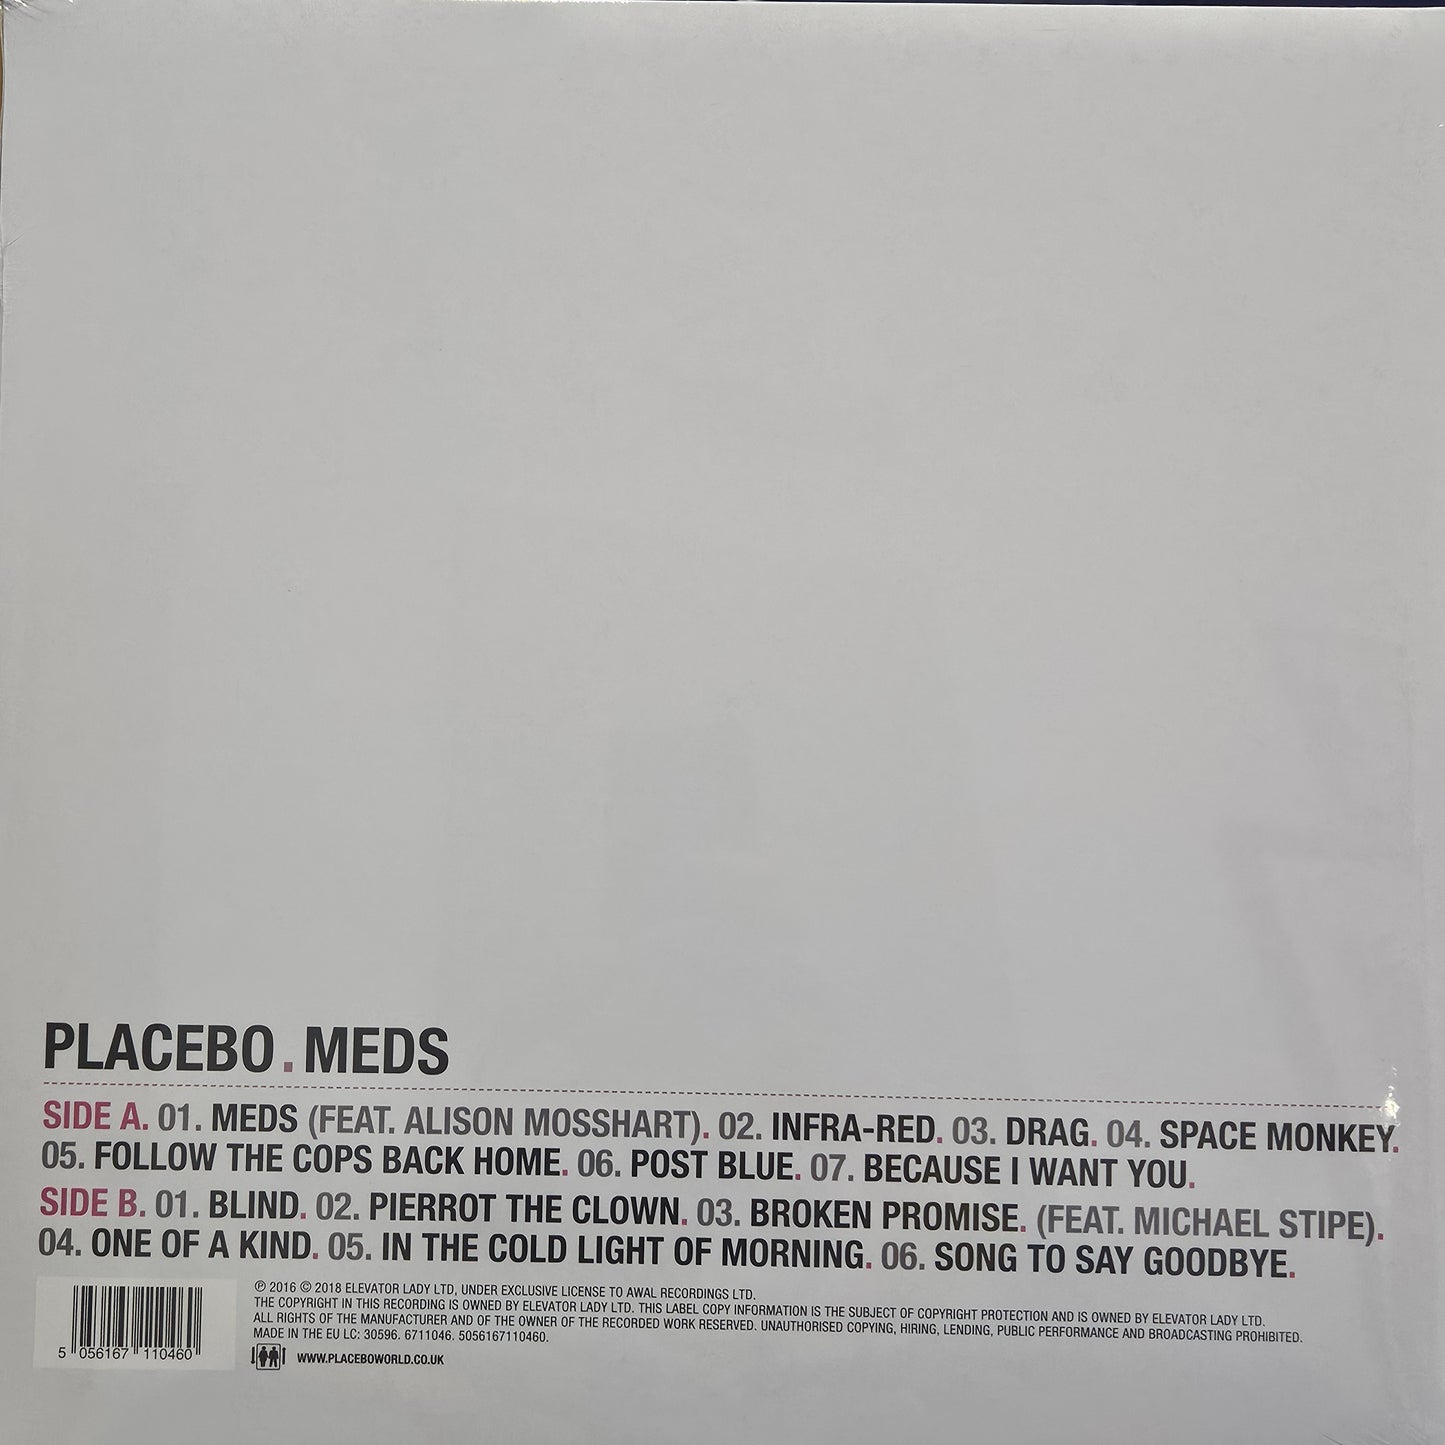 PLACEBO. MEDS
SIDE A. 01. MEDS (FEAT. ALISON MOSSHART). 02. INFRA-RED. 03. DRAG. 04. SPACE MONKEY.
05. FOLLOW THE COPS BACK HOME. 06. POST BLUE. 07. BECAUSE I WANT YOU.
SIDE B. 01. BLIND. 02. PIERROT THE CLOWN. 03. BROKEN PROMISE. (FEAT. MICHAEL STIPE).
04. ONE OF A KIND. 05. IN THE COLD LIGHT OF MORNING. 06. SONG TO SAY GOODBYE.
℗ 2016 © 2018 ELEVATOR LADY LTD, UNDER EXCLUSIVE LICENSE TO AWAL RECORDINGS LTD.
THE COPYRIGHT IN THIS RECORDING IS OWNED BY ELEVATOR LADY LTD. THIS LABEL COPY INFORMATION IS THE SUBJECT OF COPYRIGHT PROTECTION AND IS OWNED BY ELEVATOR LADY LTD.
ALL RIGHTS OF THE MANUFACTURER AND OF THE OWNER OF THE RECORDED WORK RESERVED. UNAUTHORISED COPYING, HIRING, LENDING, PUBLIC PERFORMANCE AND BROADCASTING PROHIBITED.
MADE IN THE EU LC: 30596. 6711046. 5056167110460.
WWW.PLACEBOWORLD.CO.UK
5 056167 110460